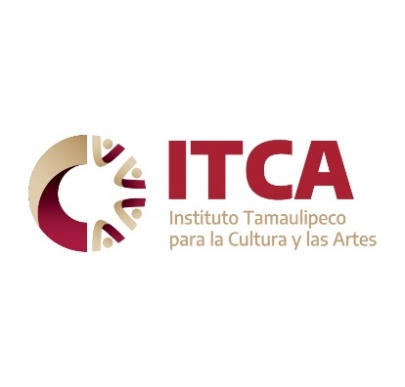 ITCA
Instituto Tamaulipeco
para la Cultura y las Artes